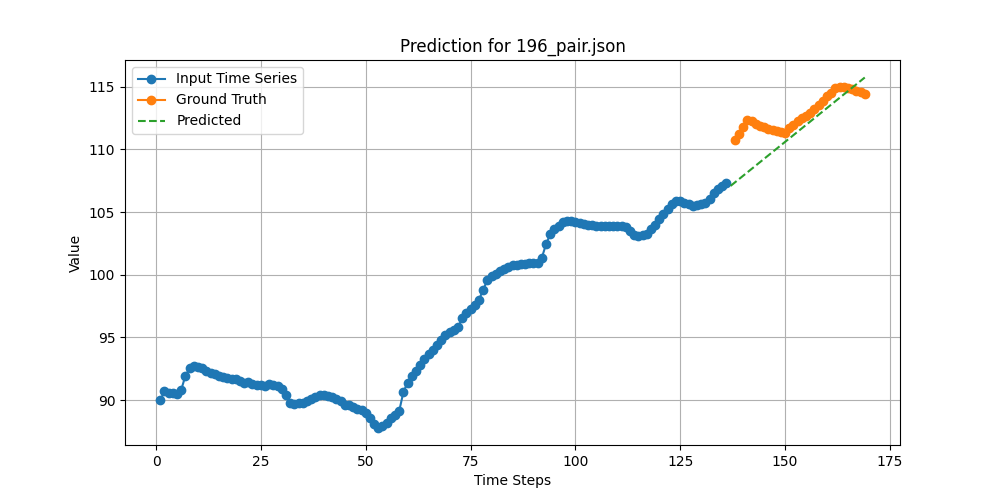 Prediction for 196_pair.json
Input Time Series
Ground Truth
Predicted
Value
115
110
105
100
95
90
0 25 50 75 100 125 150 175
Time Steps